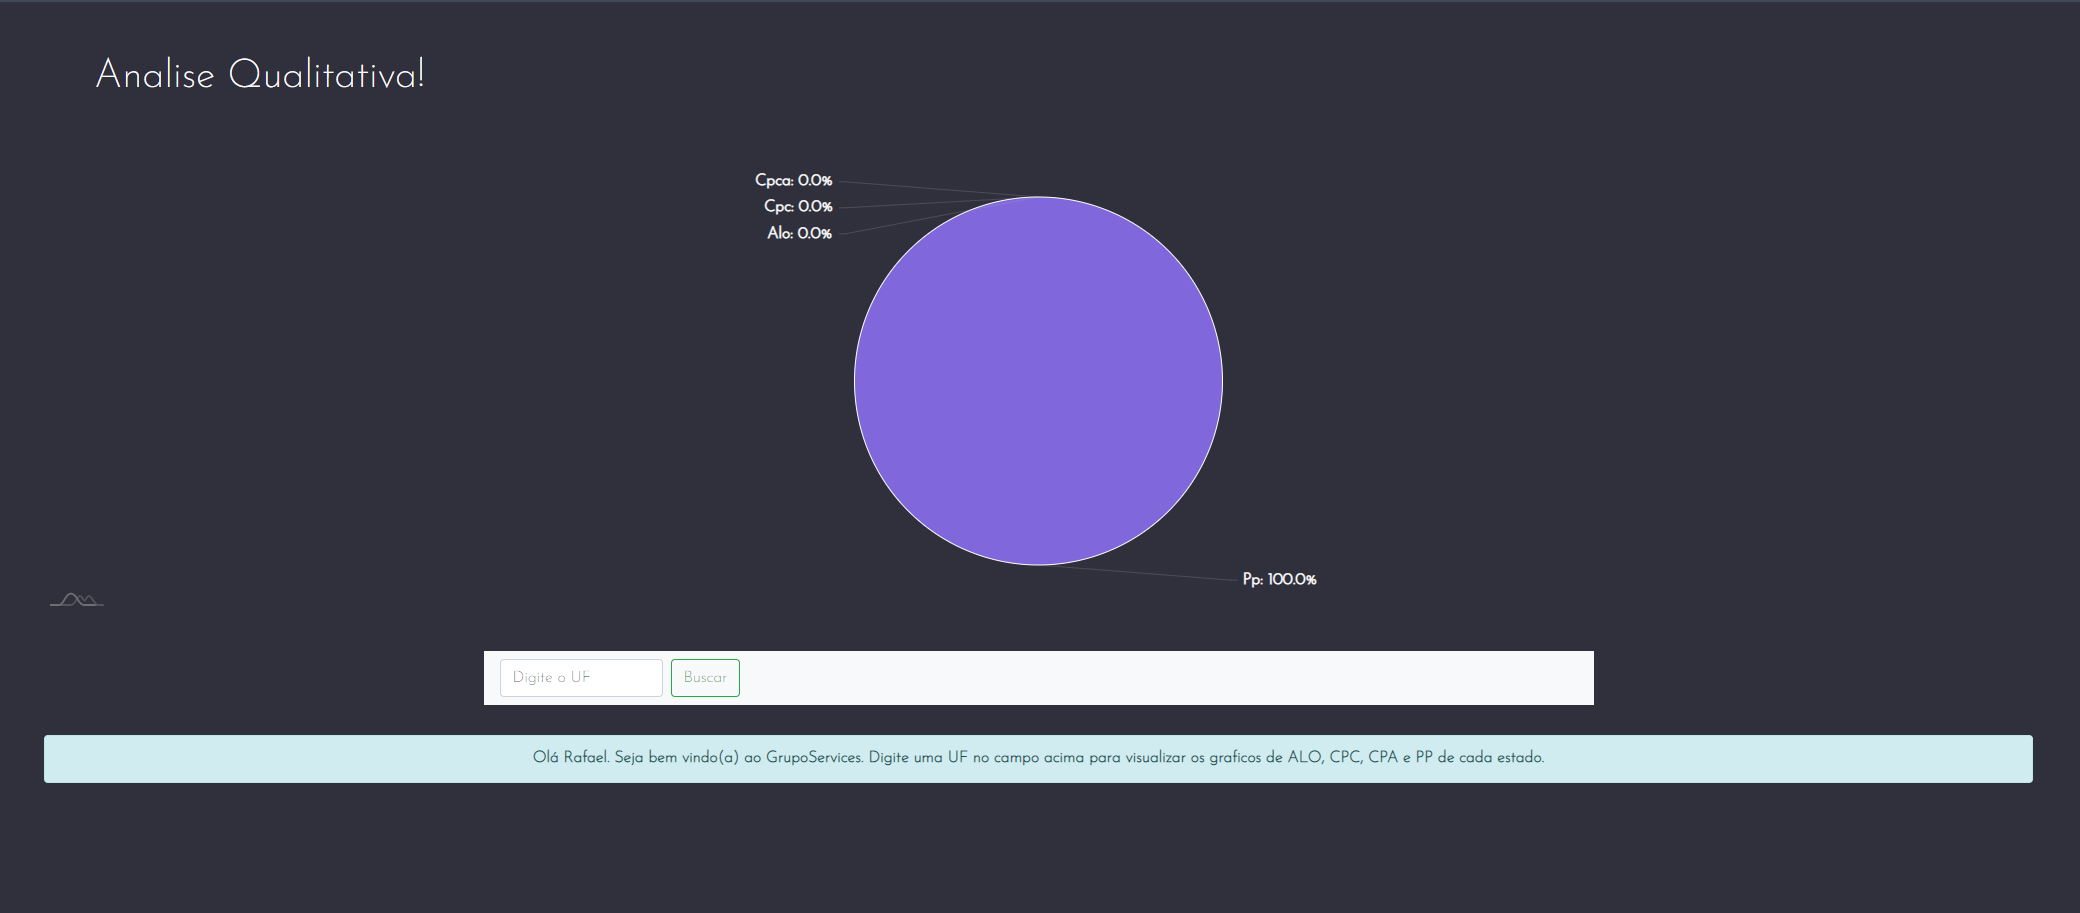 Analise Qualitativa!
Cpca: 0.0%
Cpc: 0.0%
Alo: 0.0%
Pp: 100.0%
Digite o UF
Buscar
Olá Rafael. Seja bem vindo(a) ao GrupoServices. Digite uma UF no campo acima para visualizar os graficos de ALO, CPC, CPA e PP de cada estado.